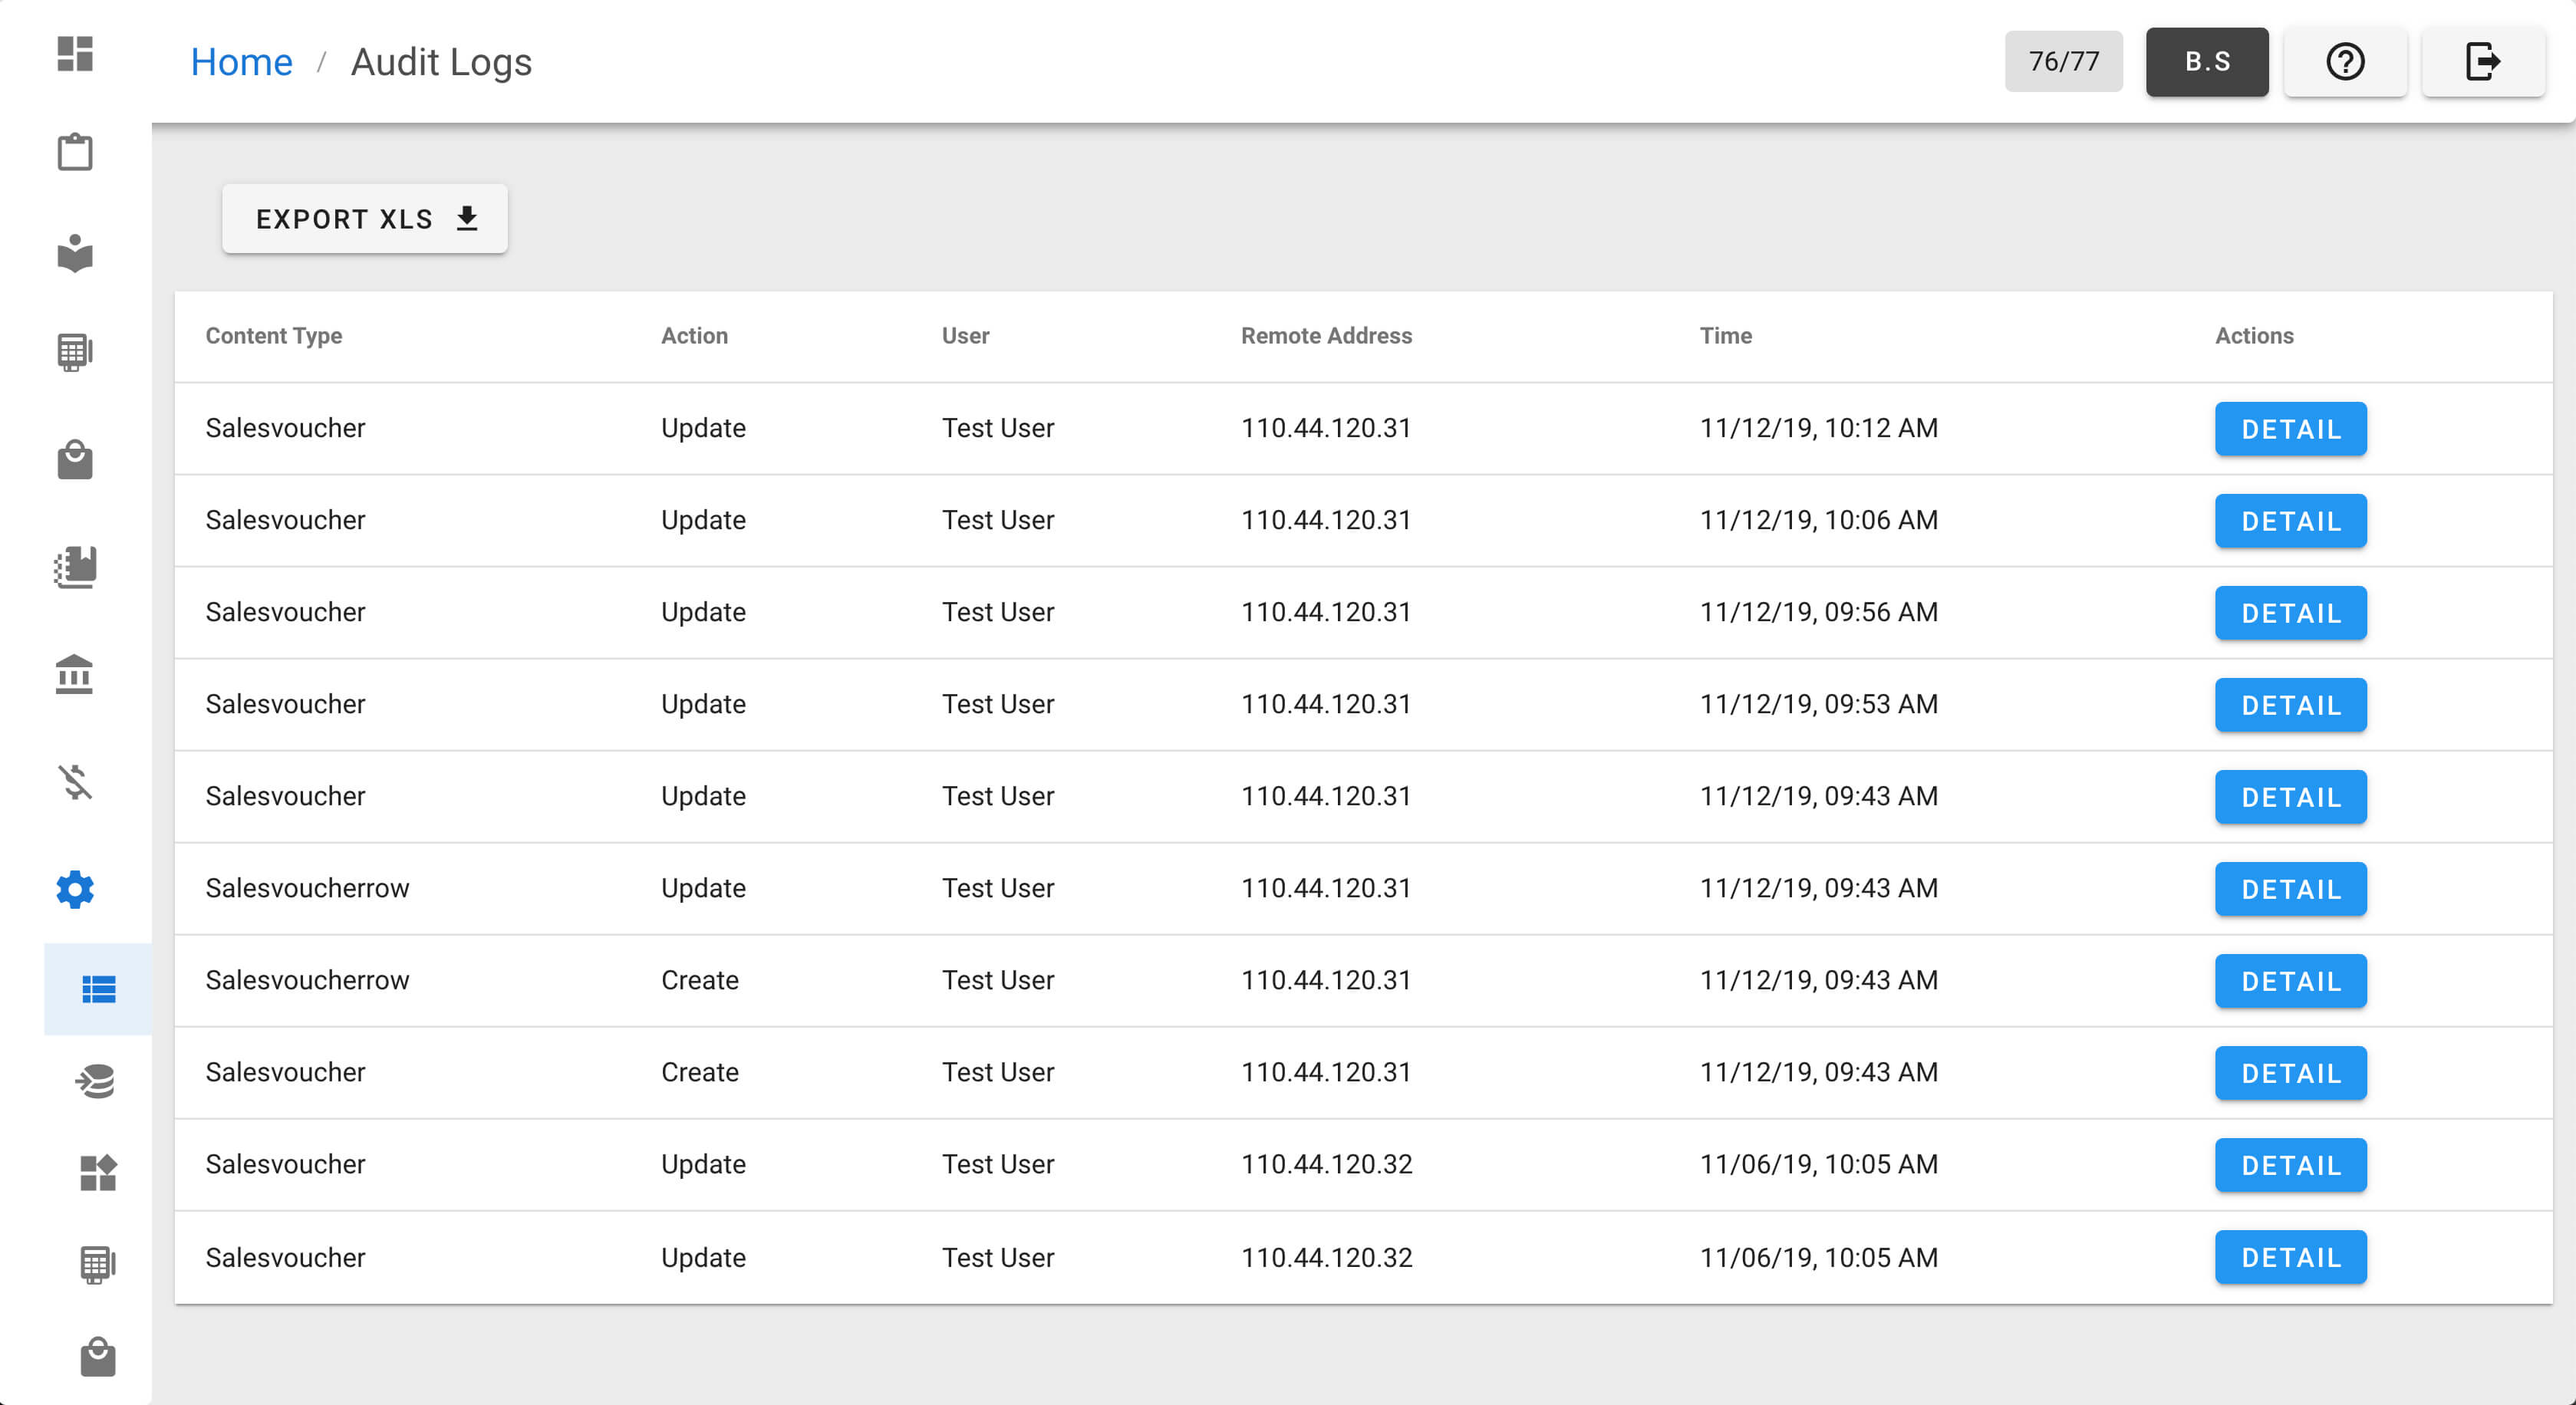 Home / Audit Logs 76/77 B.S
EXPORT XLS
Content Type Action User Remote Address Time Actions
Salesvoucher Update Test User 110.44.120.31 11/12/19, 10:12 AM DETAIL
Salesvoucher Update Test User 110.44.120.31 11/12/19, 10:06 AM DETAIL
Salesvoucher Update Test User 110.44.120.31 11/12/19, 09:56 AM DETAIL
Salesvoucher Update Test User 110.44.120.31 11/12/19, 09:53 AM DETAIL
Salesvoucher Update Test User 110.44.120.31 11/12/19, 09:43 AM DETAIL
Salesvoucherrow Update Test User 110.44.120.31 11/12/19, 09:43 AM DETAIL
Salesvoucherrow Create Test User 110.44.120.31 11/12/19, 09:43 AM DETAIL
Salesvoucher Create Test User 110.44.120.31 11/12/19, 09:43 AM DETAIL
Salesvoucher Update Test User 110.44.120.32 11/06/19, 10:05 AM DETAIL
Salesvoucher Update Test User 110.44.120.32 11/06/19, 10:05 AM DETAIL